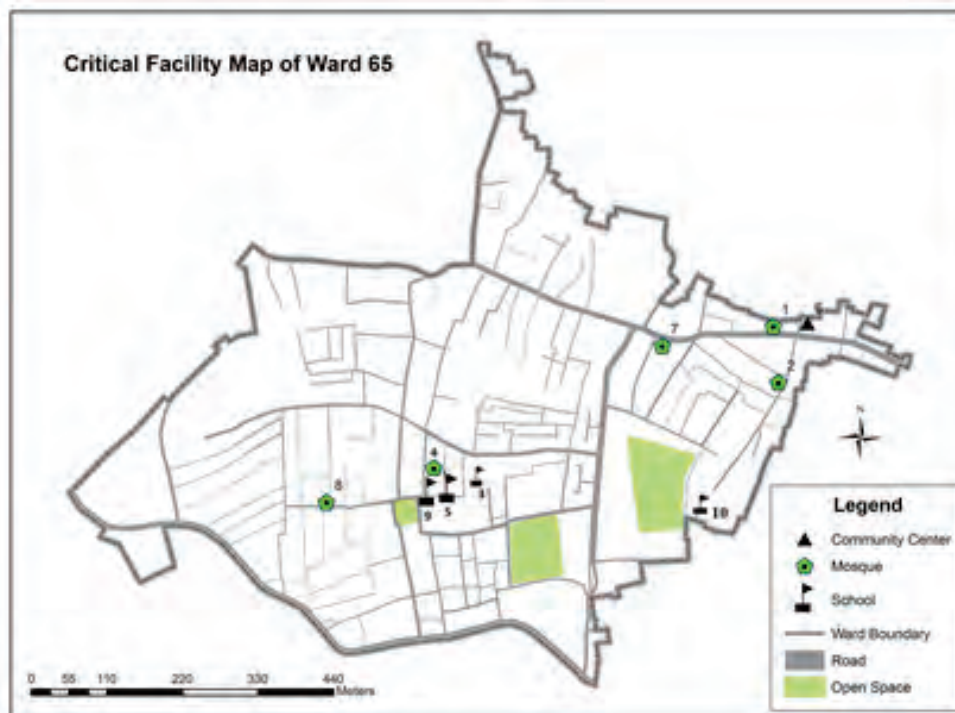 Critical Facility Map of Ward 65
1
7
2
N
4
8
9
5
10
Legend
Community Center
Mosque
School
Ward Boundary
Road
Open Space
0 55 110 220 330 440
Meters